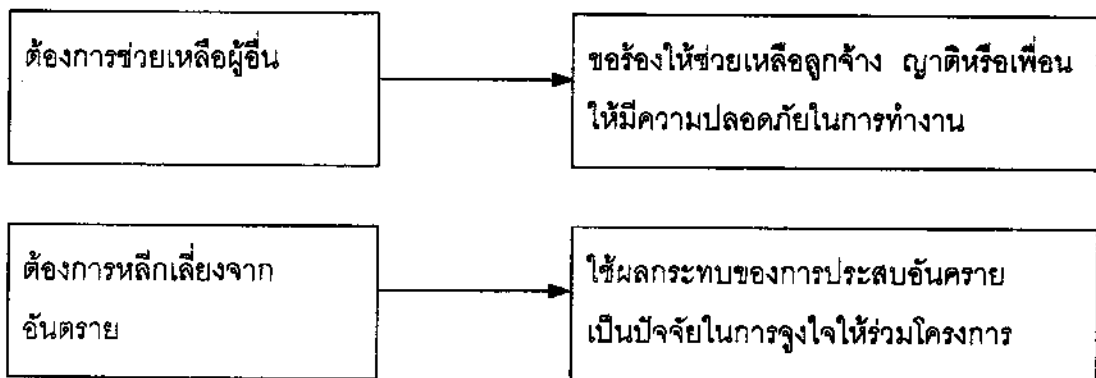 ต้องการช่วยเหลือผู้อื่น
ขอร้องให้ช่วยเหลือลูกจ้าง ญาติหรือเพื่อน
ให้มีความปลอดภัยในการทำงาน
ต้องการหลีกเลี่ยงจาก
อันตราย
ใช้ผลกระทบของการประสบอันคราย
เป็นปัจจัยในการจูงใจให้ร่วมโครงการ